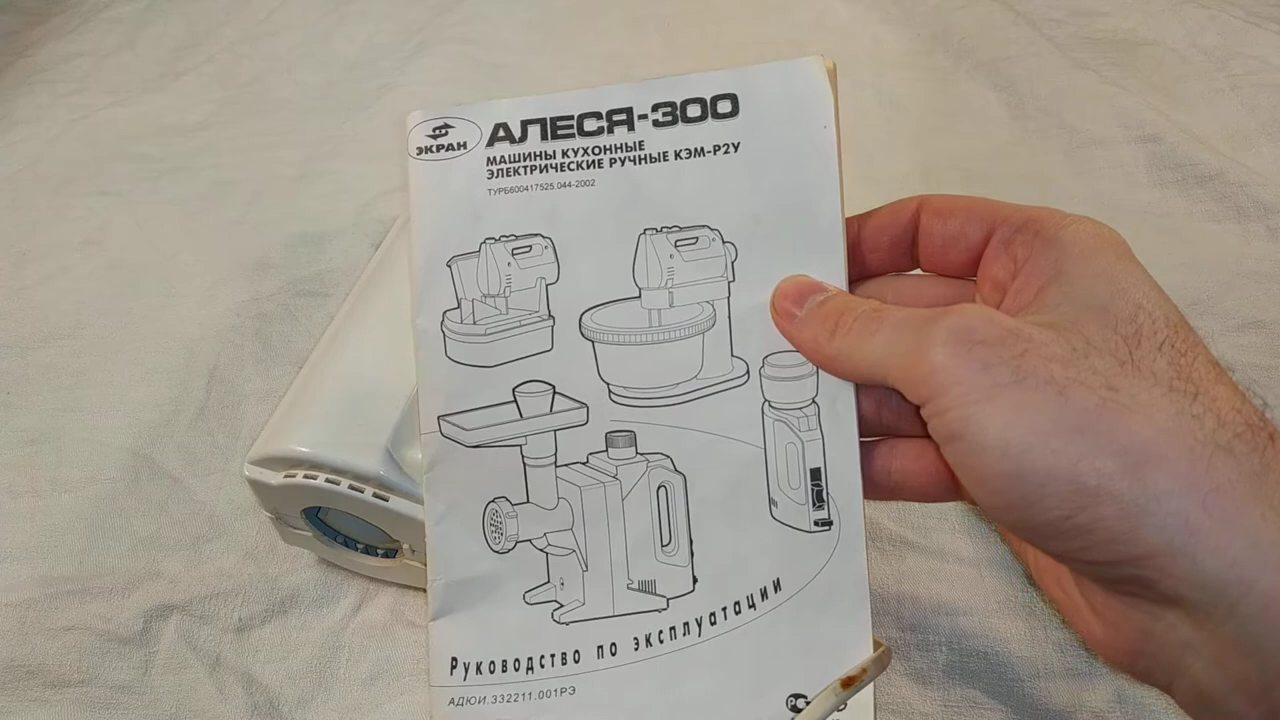 ЭКРАН
АЛЕСЯ-300
МАШИНЫ КУХОННЫЕ
ЭЛЕКТРИЧЕСКИЕ РУЧНЫЕ КЭМ-Р2У
ТУРБ600417525.044-2002
Руководство по эксплуатации
АДЮИ.332211.001РЭ